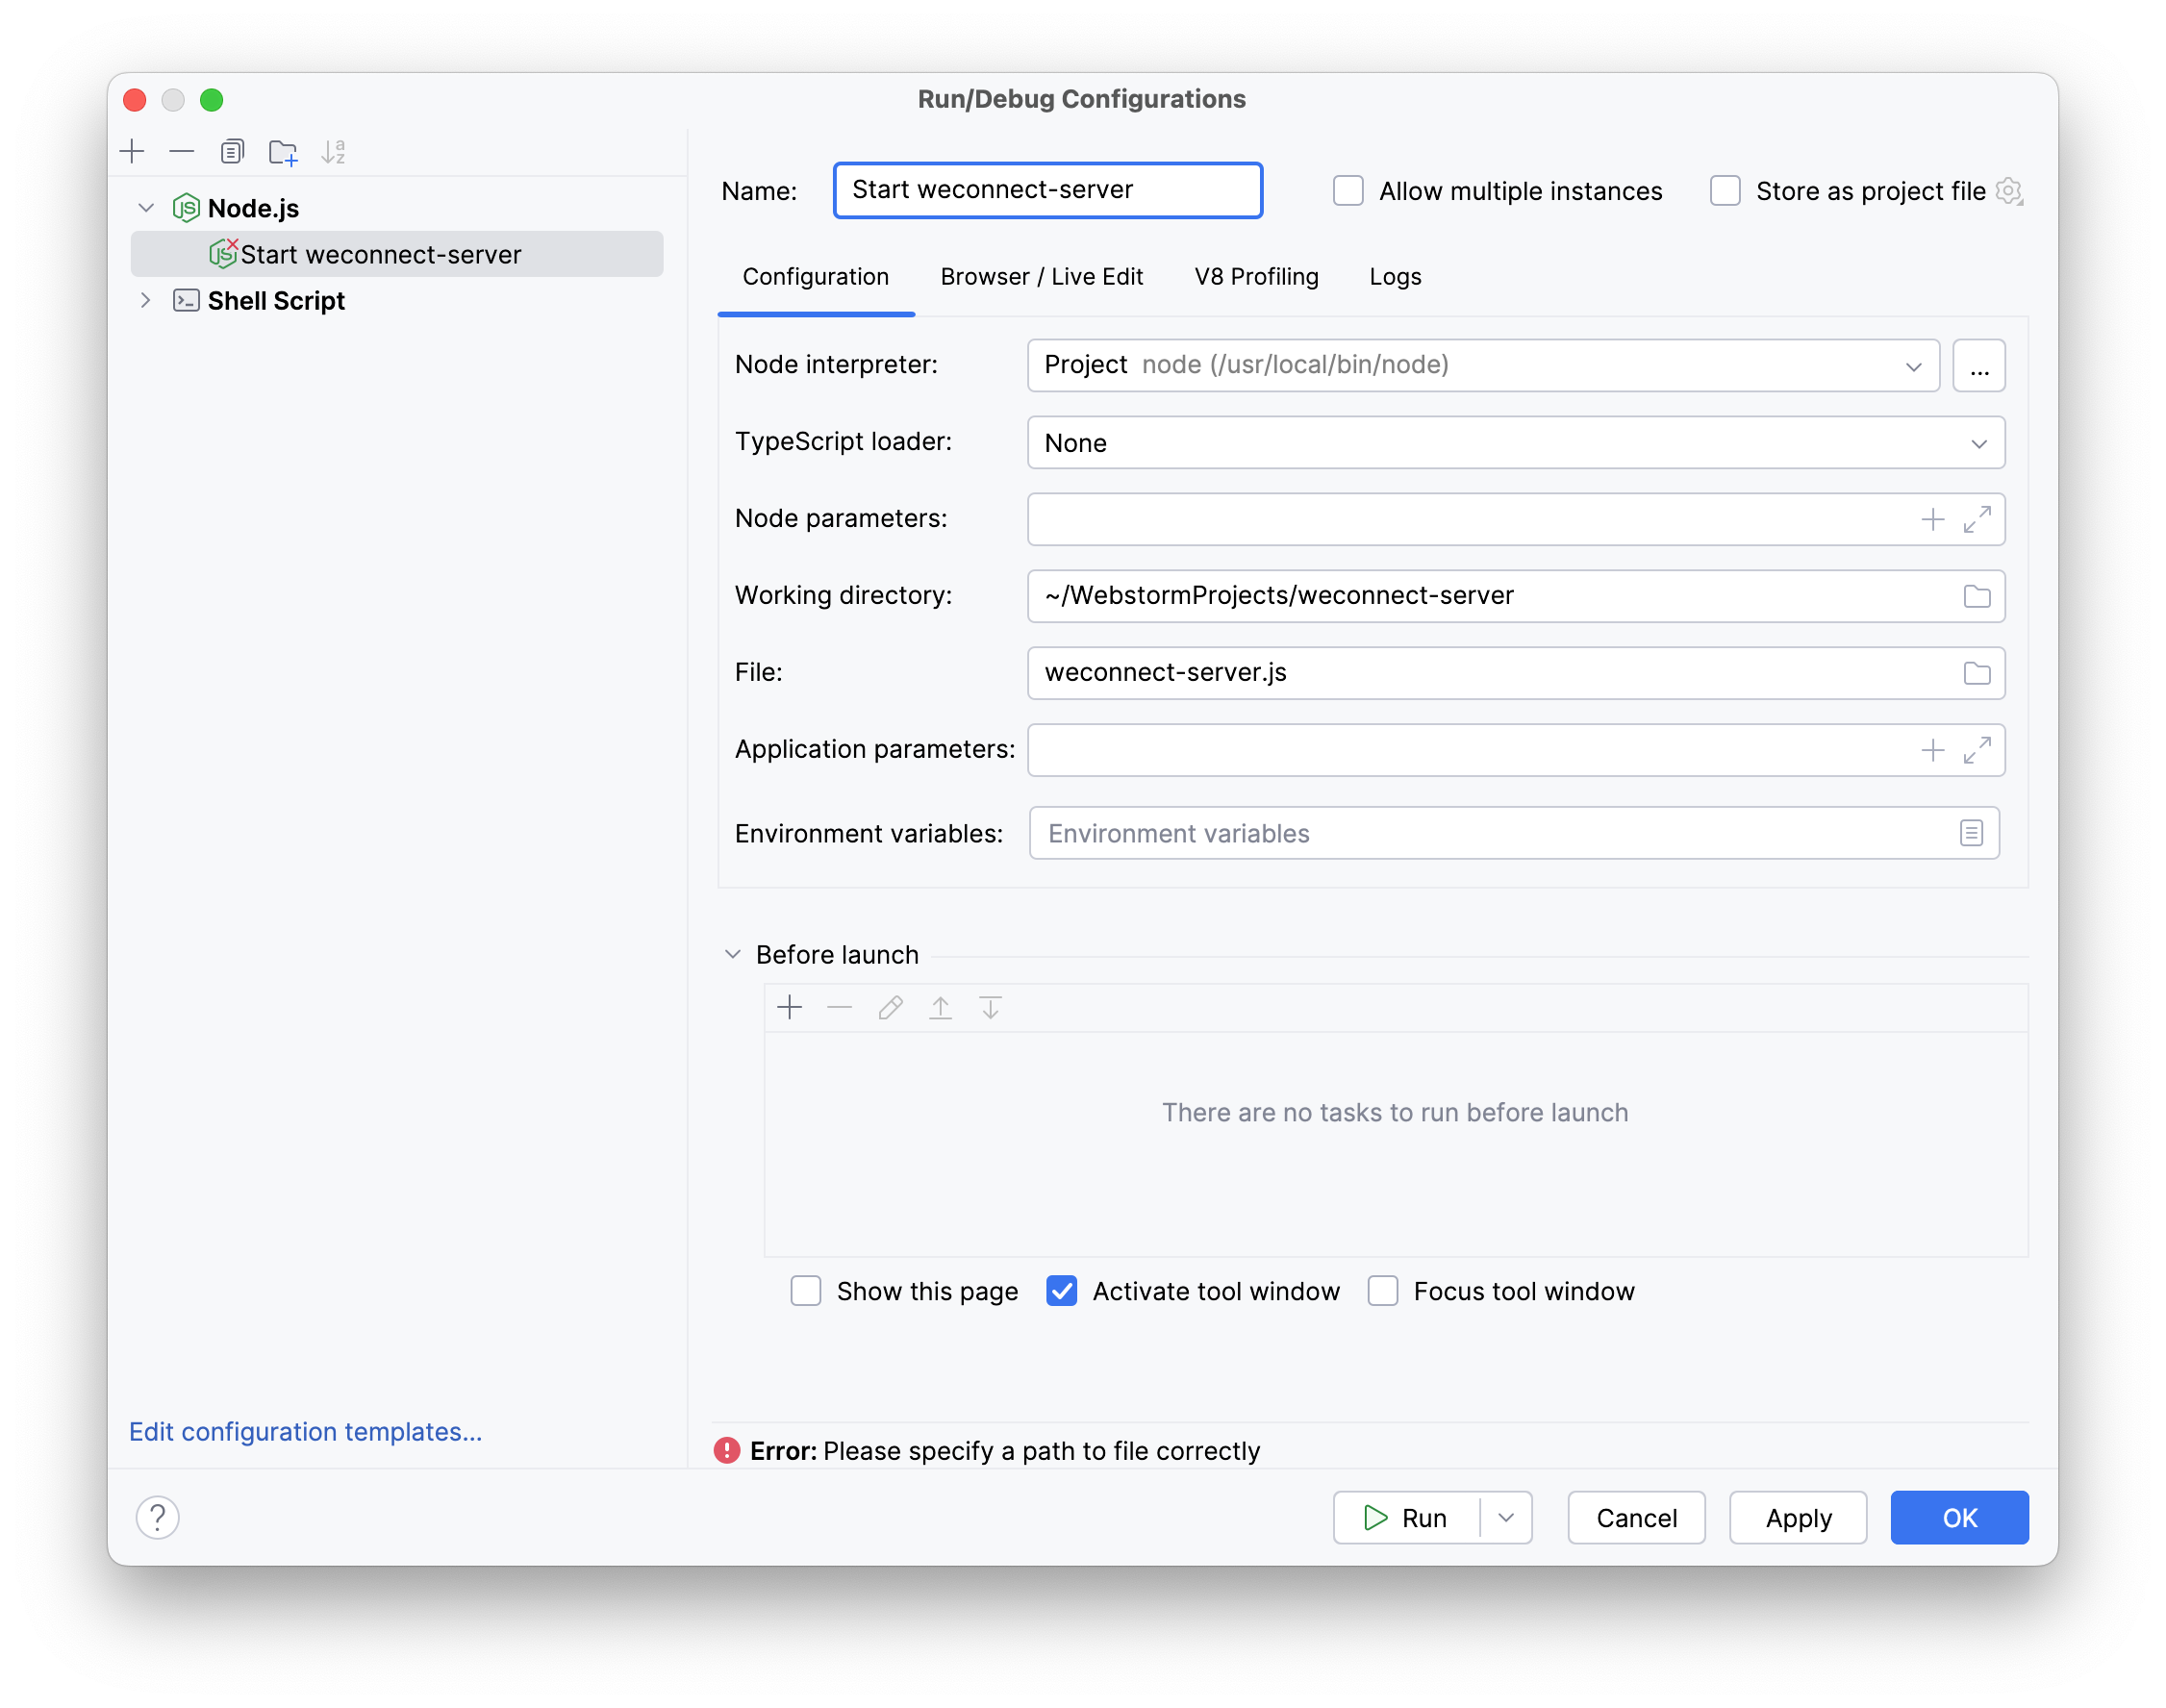 Run/Debug Configurations
Node.js
Start weconnect-server
Shell Script
Edit configuration templates...
Name: Start weconnect-server Allow multiple instances Store as project file
Configuration Browser / Live Edit V8 Profiling Logs
Node interpreter: Project node (/usr/local/bin/node) ...
TypeScript loader: None
Node parameters:
Working directory: ~/WebstormProjects/weconnect-server
File: weconnect-server.js
Application parameters:
Environment variables: Environment variables
Before launch
There are no tasks to run before launch
Show this page Activate tool window Focus tool window
Error: Please specify a path to file correctly
? Run Cancel Apply OK